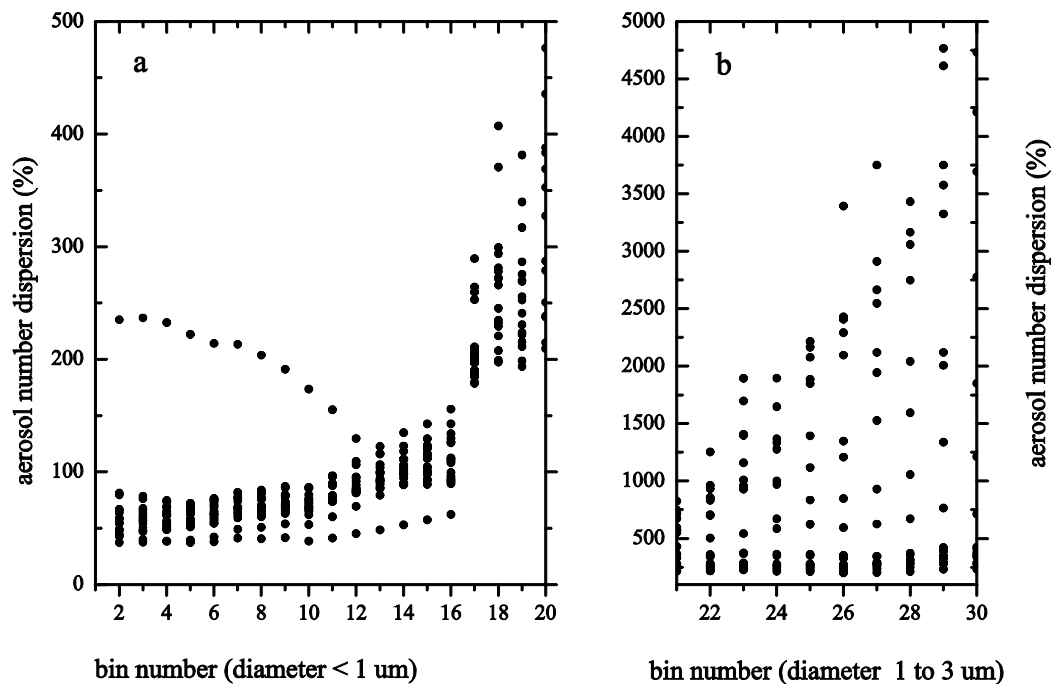 a
500
400
300
200
100
0
aerosol number dispersion (%)
2 4 6 8 10 12 14 16 18 20
bin number (diameter < 1 um)
b
5000
4500
4000
3500
3000
2500
2000
1500
1000
500
aerosol number dispersion (%)
22 24 26 28 30
bin number (diameter 1 to 3 um)